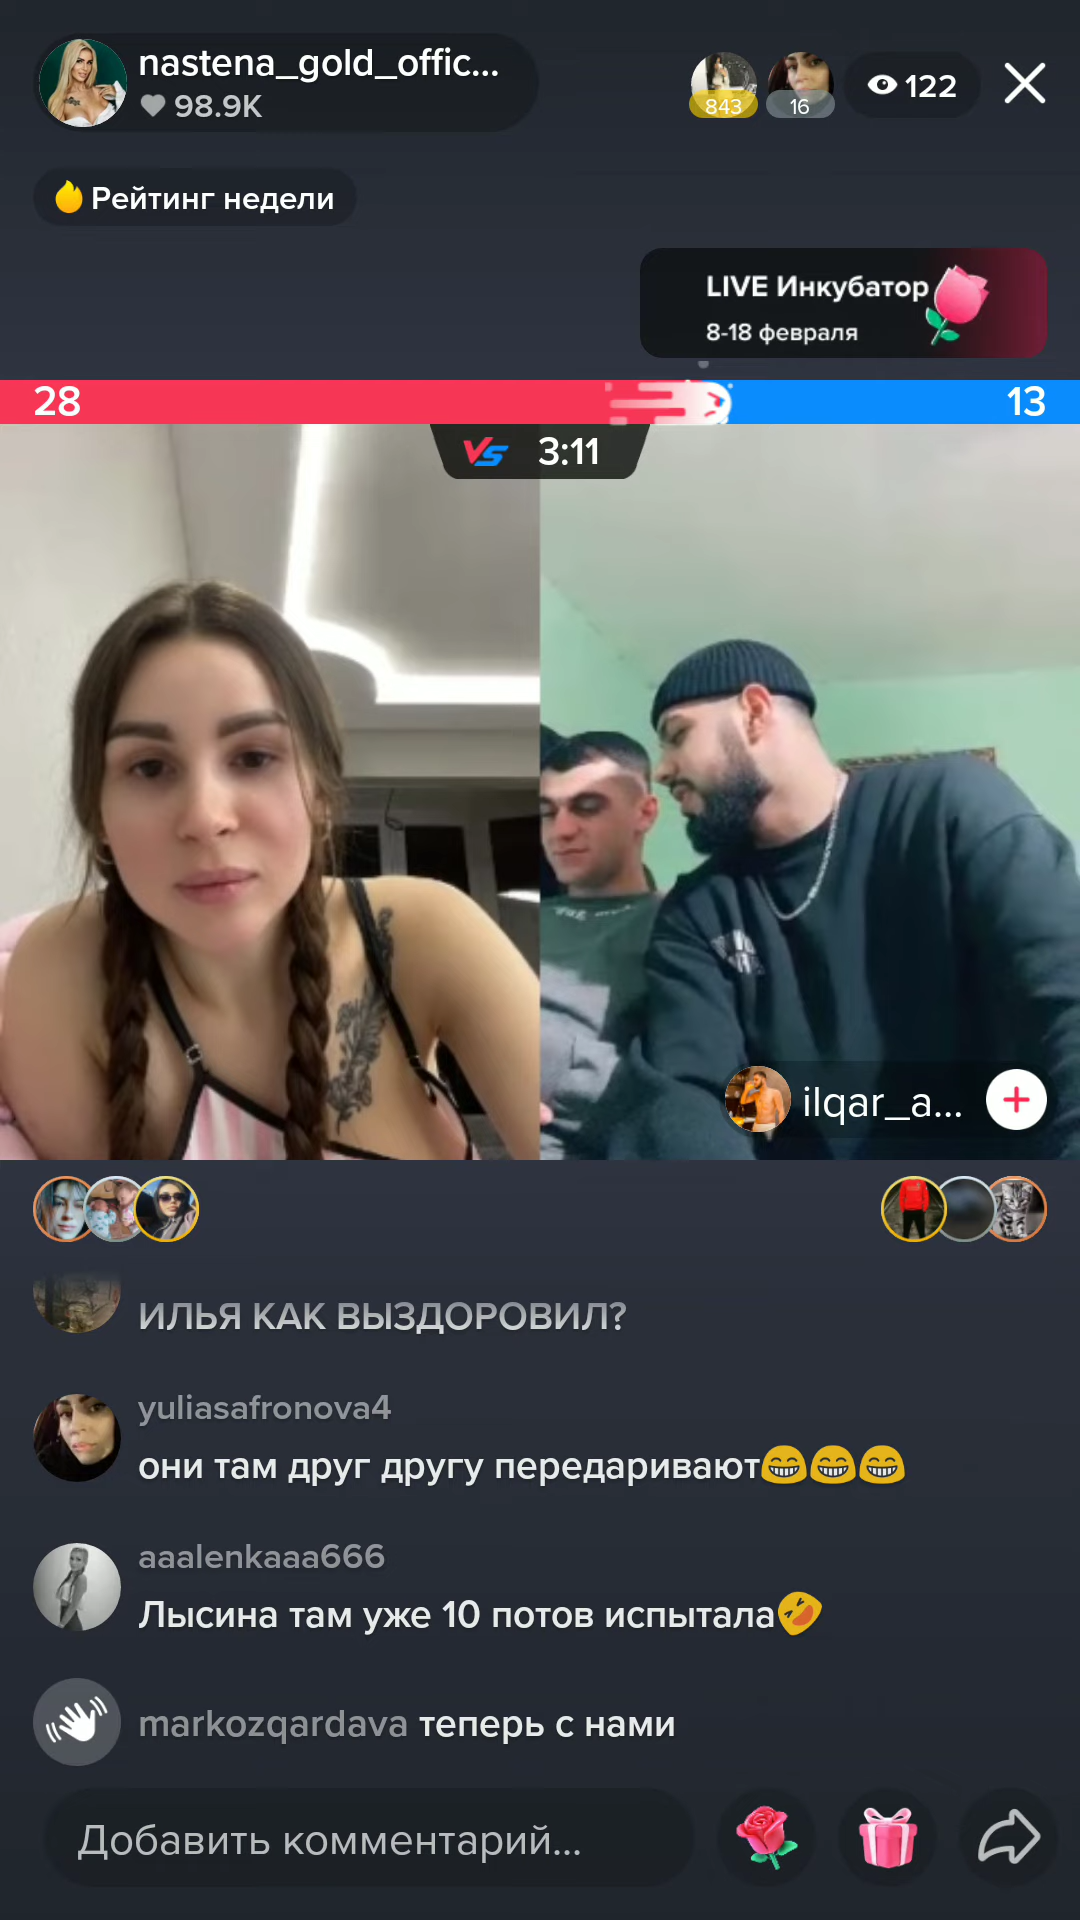 nastena_gold_offic...
98.9K
843
16
122
Рейтинг недели
LIVE Инкубатор
8-18 февраля
28
13
VS 3:11
ilqar_a...
ИЛЬЯ КАК ВЫЗДОРОВИЛ?
yuliasafronova4
они там друг другу передаривают😁😁😁
aaalenkaaa666
Лысина там уже 10 потов испытала🤣
markozqardava теперь с нами
Добавить комментарий...